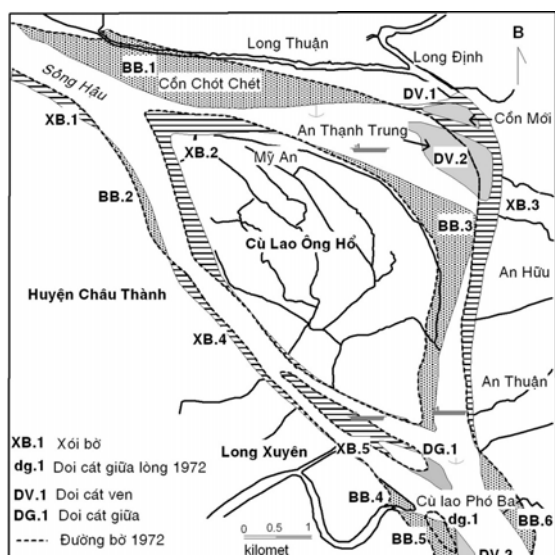 Long Thuận
Long Định
B
BB.1
Sông Hậu
Cồn Chót Chét
DV.1
XB.1
An Thạnh Trung
Cồn Mới
XB.2
Mỹ An
DV.2
BB.2
XB.3
BB.3
Cù Lao Ông Hổ
An Hữu
Huyện Châu Thành
XB.4
An Thuận
XB.1 Xói bờ
Long Xuyên
XB.5
DG.1
dg.1 Doi cát giữa lòng 1972
DV.1 Doi cát ven
BB.4
Cù lao Phó Ba
dg.1
BB.6
DG.1 Doi cát giữa
0 0.5 1
BB.5
Đường bờ 1972
kilomet
DV.2